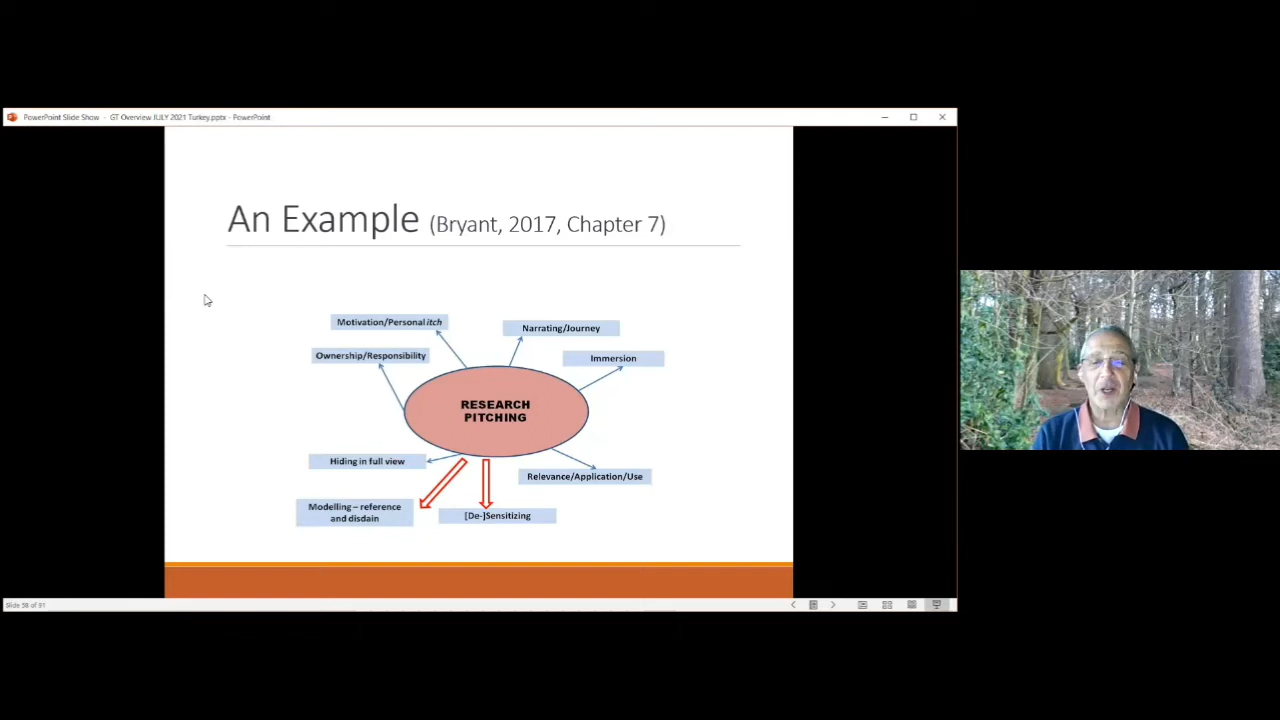 PowerPoint Slide Show - GT Overview JULY 2021 Turkey.pptx - PowerPoint
An Example (Bryant, 2017, Chapter 7)
Motivation/Personal itch
Narrating/Journey
Ownership/Responsibility
Immersion
RESEARCH
PITCHING
Hiding in full view
Relevance/Application/Use
Modelling – reference
and disdain
[De-]Sensitizing
Slide 58 of 91